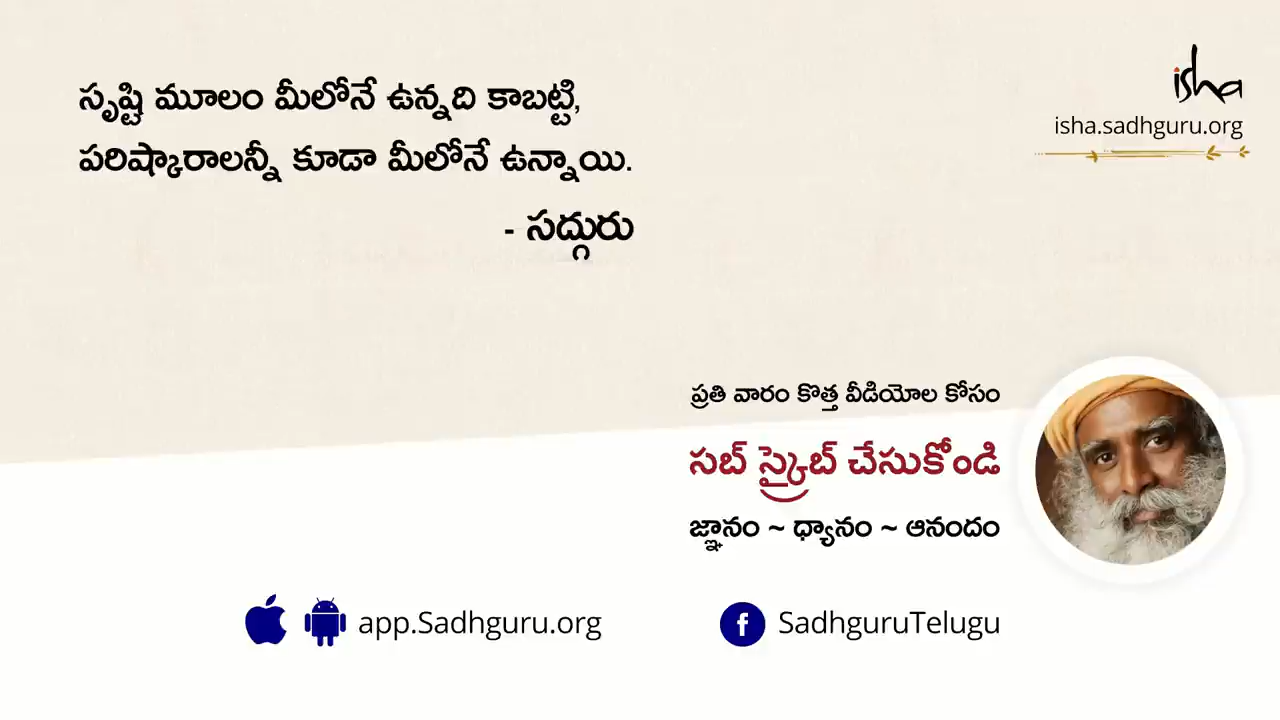 సృష్టి మూలం మీలోనే ఉన్నది కాబట్టి,
పరిష్కారాలన్నీ కూడా మీలోనే ఉన్నాయి.
- సద్గురు
isha
isha.sadhguru.org
ప్రతి వారం కొత్త వీడియోల కోసం
సబ్ స్క్రైబ్ చేసుకోండి
జ్ఞానం ~ ధ్యానం ~ ఆనందం
app.Sadhguru.org
SadhguruTelugu